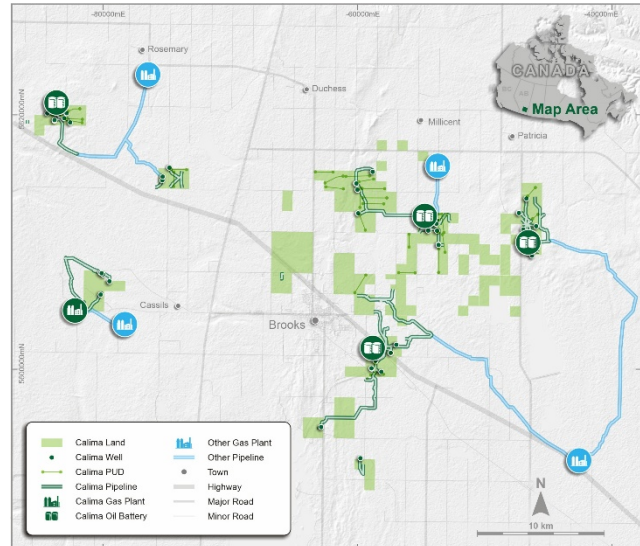 -80000mE
-60000mE
-40000mE
Rosemary
CANADA
BC
AB
Map Area
Duchess
Millicent
Patricia
Cassils
Brooks
Calima Land
Calima Well
Calima PUD
Calima Pipeline
Calima Gas Plant
Calima Oil Battery
Other Gas Plant
Other Pipeline
Town
Highway
Major Road
Minor Road
N
10 km